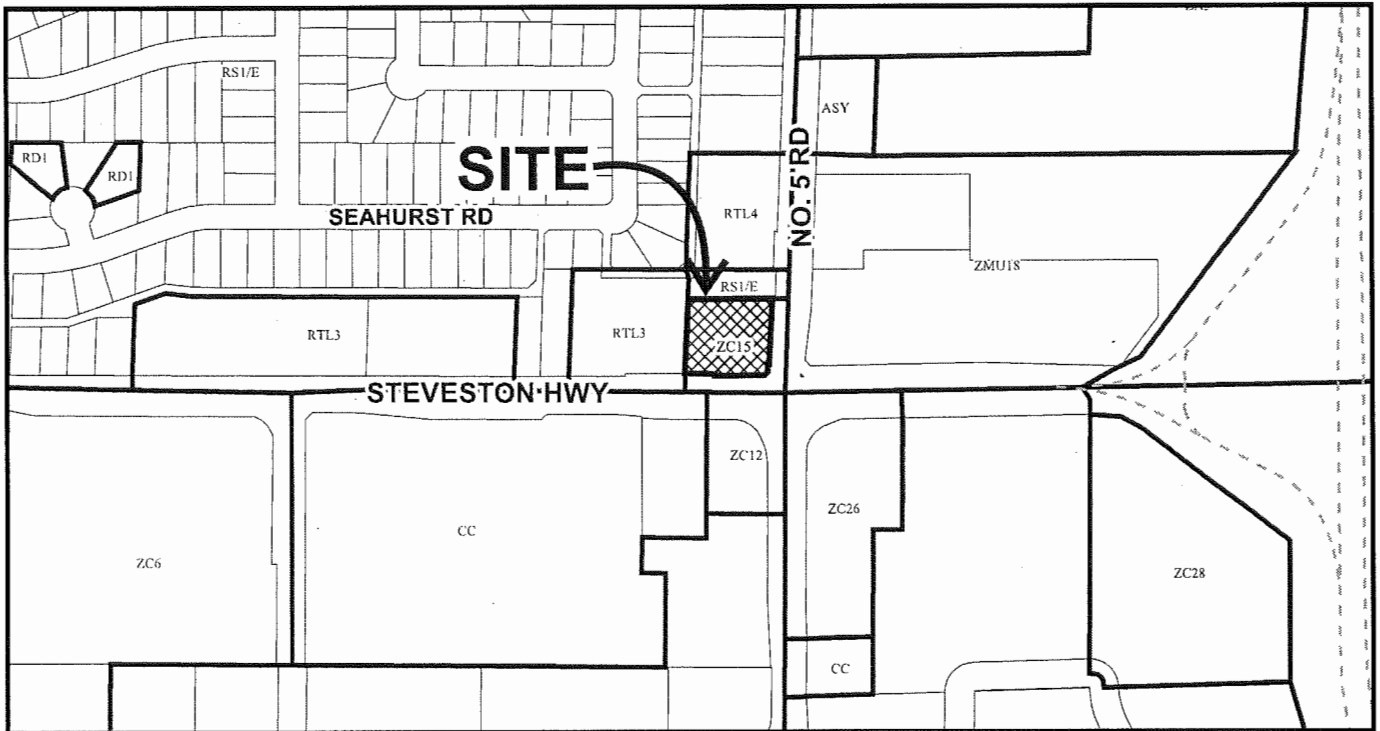 RS1/E
ASY
RD1
RD1
SITE
SEAHURST RD
RTL4
NO. 5 RD
ZMU18
RS1/E
RTL3
RTL3
ZC15
STEVESTON HWY
ZC12
ZC26
CC
ZC6
ZC28
CC